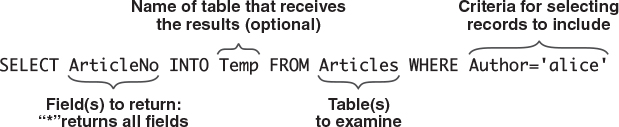 Name of table that receives
the results (optional)
Criteria for selecting
records to include
SELECT ArticleNo INTO Temp FROM Articles WHERE Author='alice'
Field(s) to return:
“*”returns all fields
Table(s)
to examine